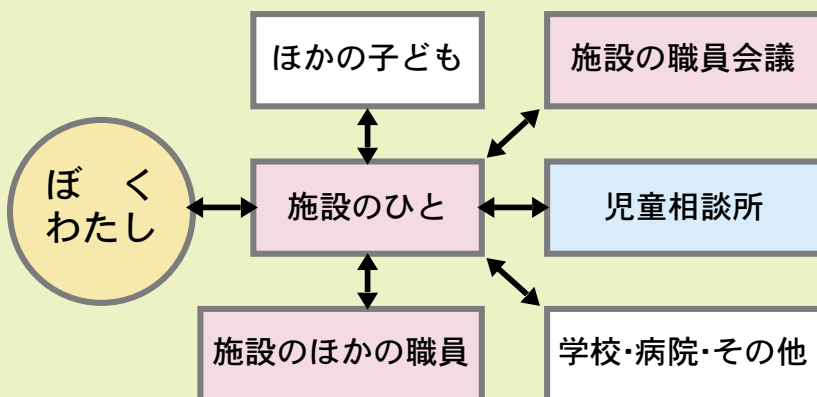 ほかの子ども
施設の職員会議
ぼ　く
わたし
施設のひと
児童相談所
施設のほかの職員
学校・病院・その他